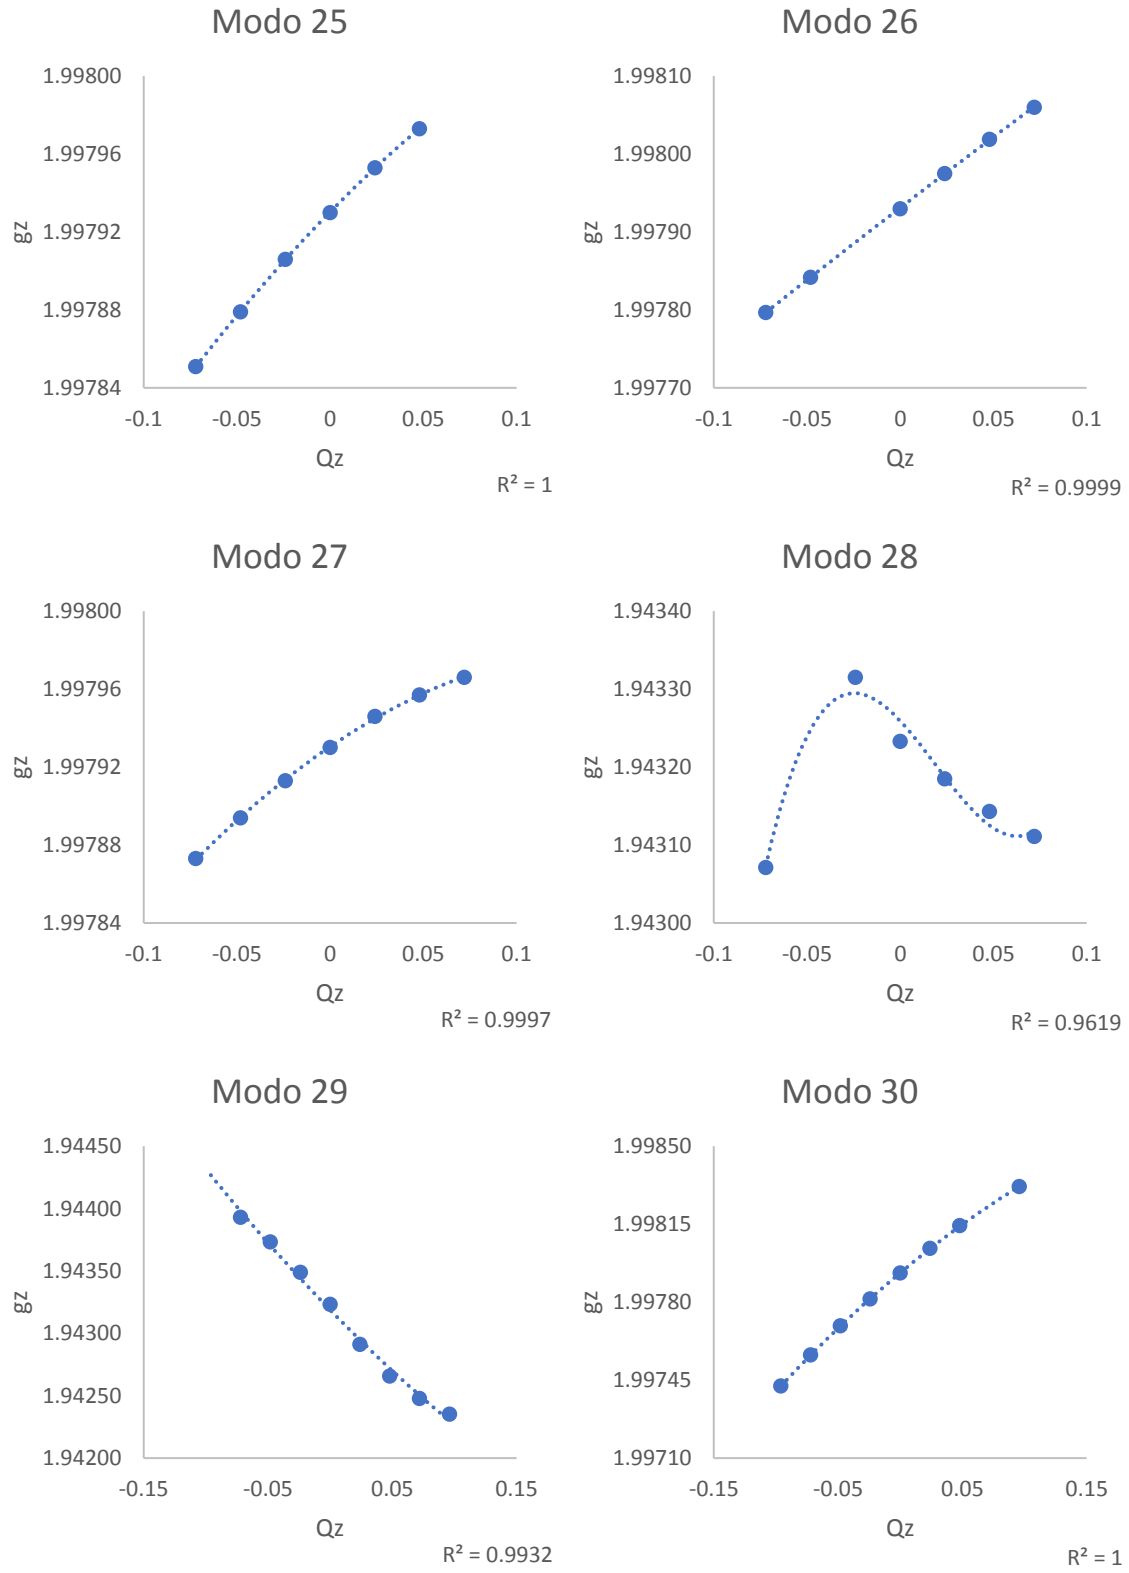 Modo 25
1.99800
1.99796
1.99792
1.99788
1.99784
gz
-0.1 -0.05 0 0.05 0.1
Qz
R² = 1
Modo 26
1.99810
1.99800
1.99790
1.99780
1.99770
gz
-0.1 -0.05 0 0.05 0.1
Qz
R² = 0.9999
Modo 27
1.99800
1.99796
1.99792
1.99788
1.99784
gz
-0.1 -0.05 0 0.05 0.1
Qz
R² = 0.9997
Modo 28
1.94340
1.94330
1.94320
1.94310
1.94300
gz
-0.1 -0.05 0 0.05 0.1
Qz
R² = 0.9619
Modo 29
1.94450
1.94400
1.94350
1.94300
1.94250
1.94200
gz
-0.15 -0.05 0.05 0.15
Qz
R² = 0.9932
Modo 30
1.99850
1.99815
1.99780
1.99745
1.99710
gz
-0.15 -0.05 0.05 0.15
Qz
R² = 1